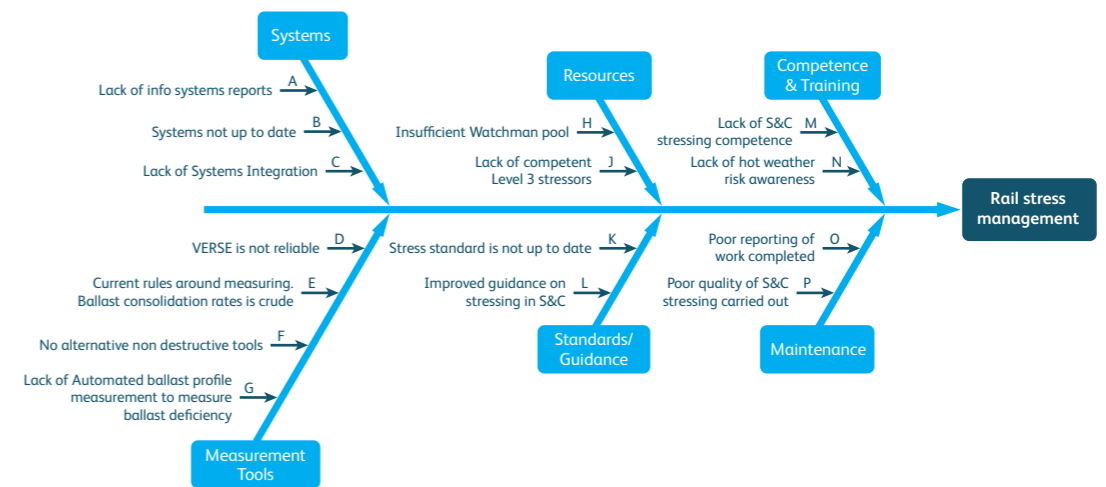 Systems
A
Lack of info systems reports
B
Systems not up to date
C
Lack of Systems Integration
Resources
H
Insufficient Watchman pool
J
Lack of competent
Level 3 stressors
Competence
& Training
M
Lack of S&C
stressing competence
N
Lack of hot weather
risk awareness
Rail stress
management
D
VERSE is not reliable
E
Current rules around measuring.
Ballast consolidation rates is crude
F
No alternative non destructive tools
G
Lack of Automated ballast profile
measurement to measure
ballast deficiency
Measurement
Tools
K
Stress standard is not up to date
L
Improved guidance on
stressing in S&C
Standards/
Guidance
O
Poor reporting of
work completed
P
Poor quality of S&C
stressing carried out
Maintenance